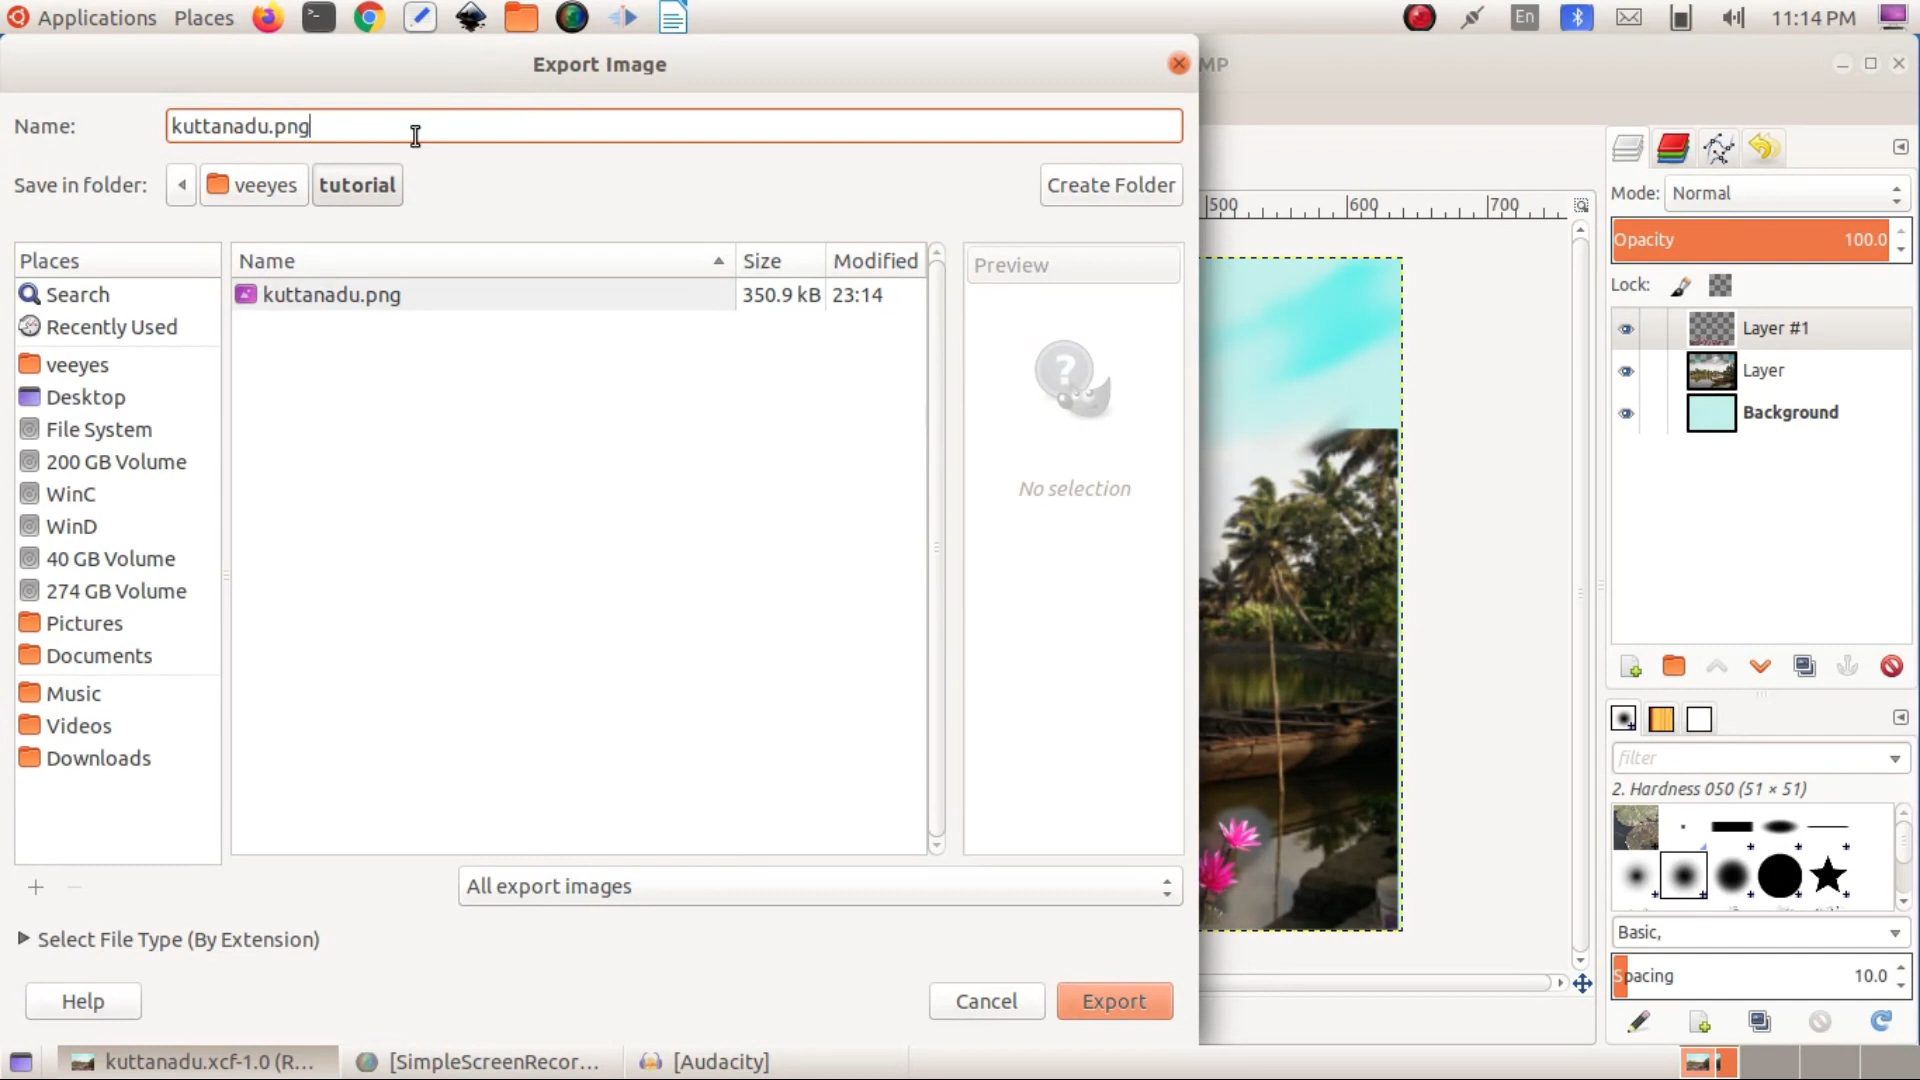 Applications Places En 11:14 PM
Export Image
MP
Name: kuttanadu.png
Save in folder: veeyes tutorial Create Folder
Places
Search
Recently Used
veeyes
Desktop
File System
200 GB Volume
WinC
WinD
40 GB Volume
274 GB Volume
Pictures
Documents
Music
Videos
Downloads
Name Size Modified
kuttanadu.png 350.9 kB 23:14
Preview
No selection
All export images
Select File Type (By Extension)
Help Cancel Export
500 600 700
Mode: Normal
Opacity 100.0
Lock:
Layer #1
Layer
Background
filter
2. Hardness 050 (51 × 51)
Basic,
Spacing 10.0
kuttanadu.xcf-1.0 (R... [SimpleScreenRecor... [Audacity]